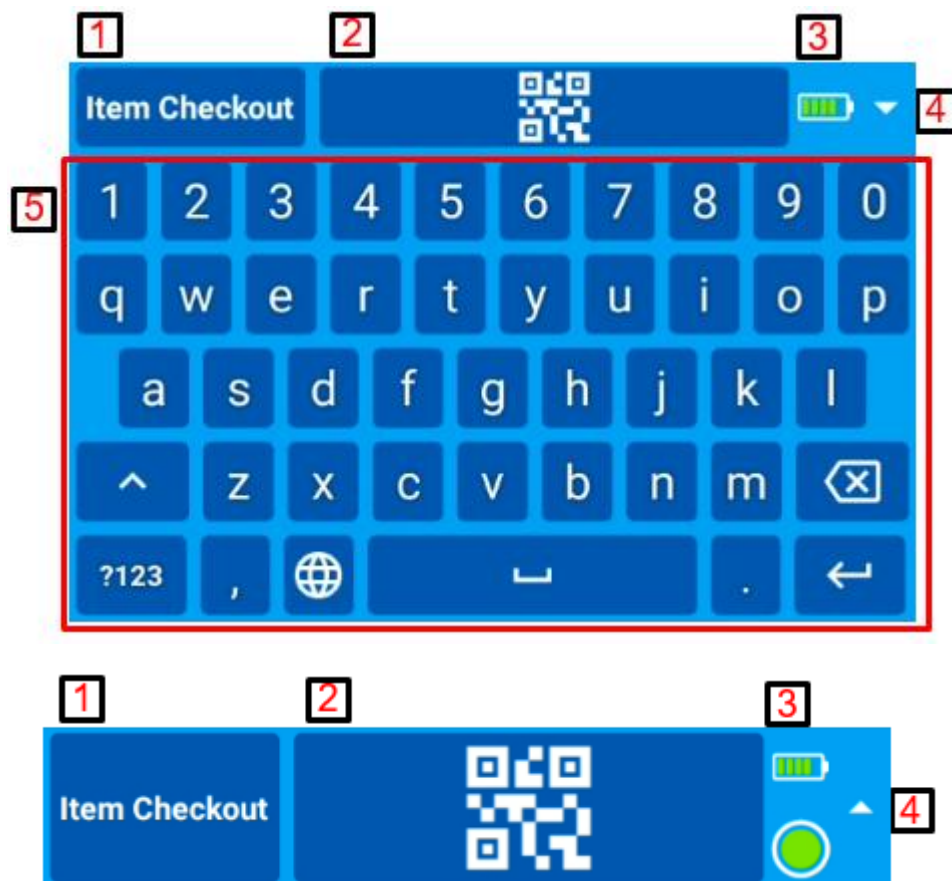 1 2 3
Item Checkout 4
5 1 2 3 4 5 6 7 8 9 0
q w e r t y u i o p
a s d f g h j k l
z x c v b n m
?123 , .
1 2 3
Item Checkout 4